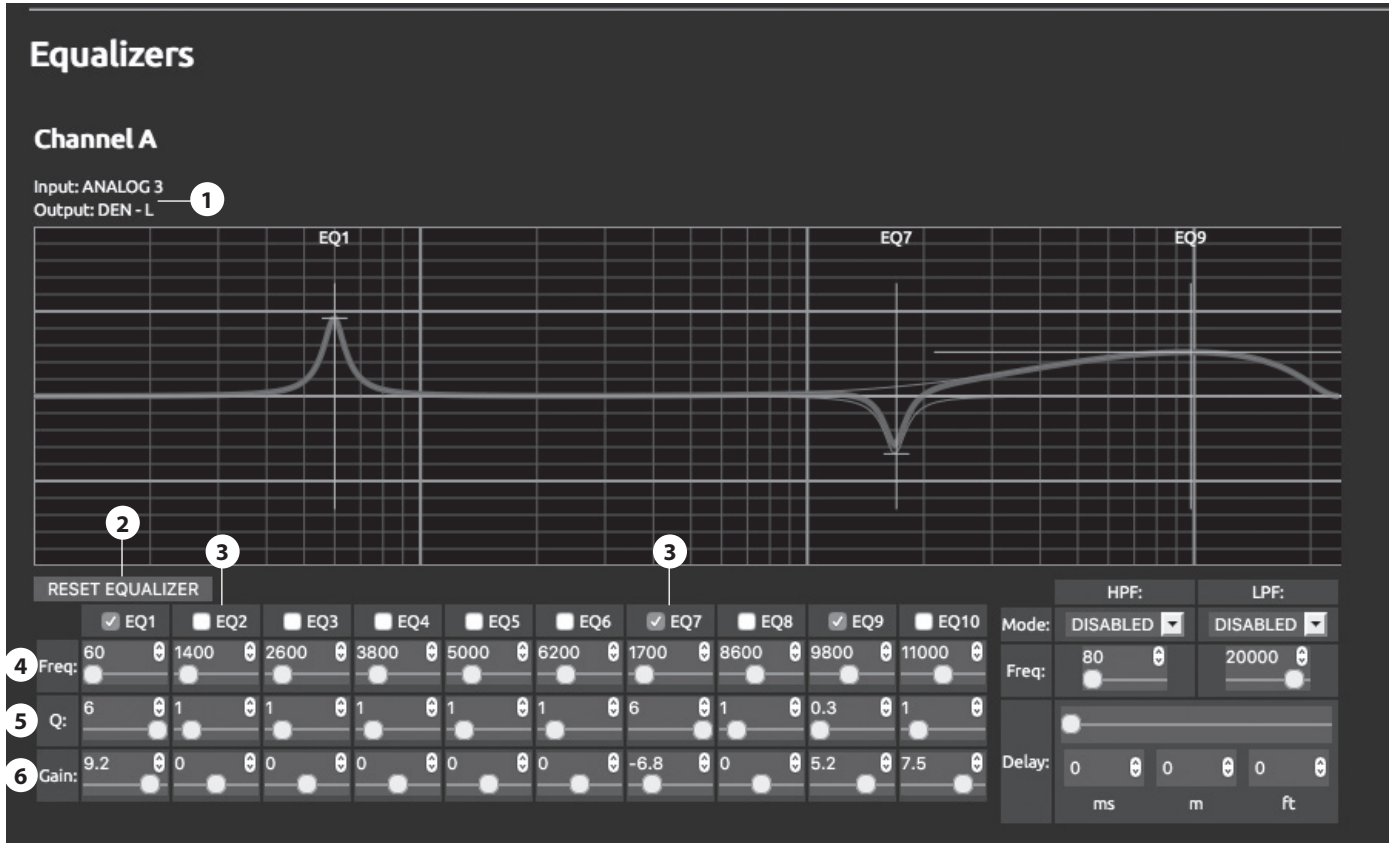 Equalizers
Channel A
Input: ANALOG 3
Output: DEN - L
1
EQ1 EQ7 EQ9
2
3 3
RESET EQUALIZER
HPF: LPF:
EQ1 EQ2 EQ3 EQ4 EQ5 EQ6 EQ7 EQ8 EQ9 EQ10 Mode: DISABLED DISABLED
4 Freq: 60 1400 2600 3800 5000 6200 1700 8600 9800 11000 Freq: 80 20000
5 Q: 6 1 1 1 1 1 6 1 0.3 1
6 Gain: 9.2 0 0 0 0 0 -6.8 0 5.2 7.5 Delay: 0 0 0
ms m ft